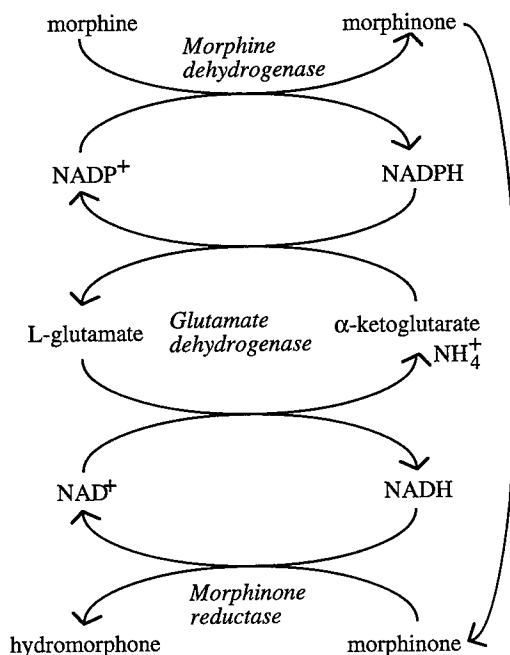 morphine
morphinone
Morphine
dehydrogenase
NADP+
NADPH
L-glutamate
Glutamate
dehydrogenase
α-ketoglutarate
NH4+
NAD+
NADH
Morphinone
reductase
hydromorphone
morphinone